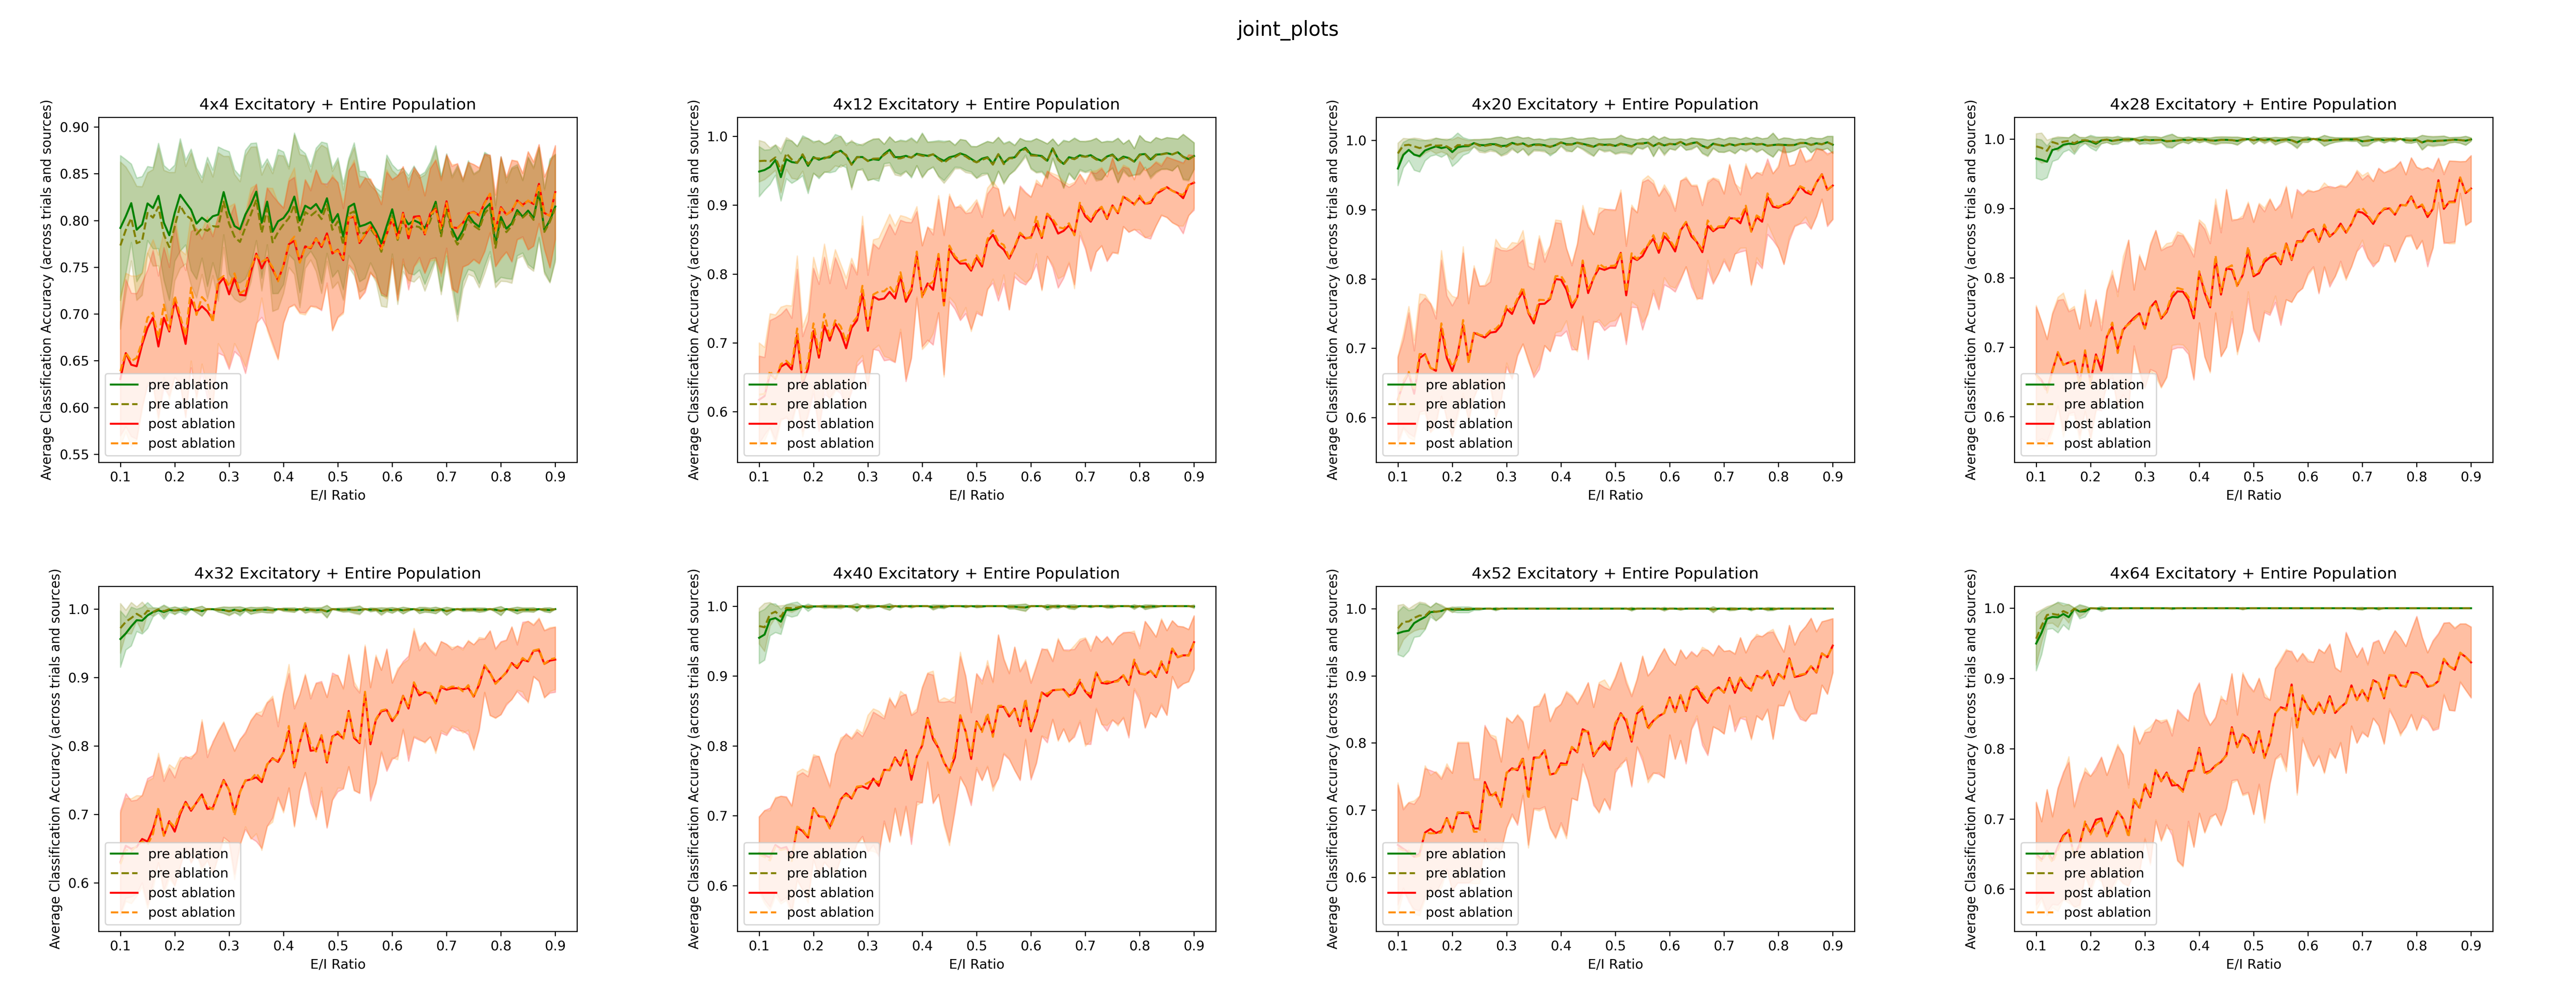 joint_plots
4x4 Excitatory + Entire Population
Average Classification Accuracy (across trials and sources)
0.90
0.85
0.80
0.75
0.70
0.65
0.60
0.55
pre ablation
pre ablation
post ablation
post ablation
0.1 0.2 0.3 0.4 0.5 0.6 0.7 0.8 0.9
E/I Ratio
4x12 Excitatory + Entire Population
Average Classification Accuracy (across trials and sources)
1.0
0.9
0.8
0.7
0.6
pre ablation
pre ablation
post ablation
post ablation
0.1 0.2 0.3 0.4 0.5 0.6 0.7 0.8 0.9
E/I Ratio
4x20 Excitatory + Entire Population
Average Classification Accuracy (across trials and sources)
1.0
0.9
0.8
0.7
0.6
pre ablation
pre ablation
post ablation
post ablation
0.1 0.2 0.3 0.4 0.5 0.6 0.7 0.8 0.9
E/I Ratio
4x28 Excitatory + Entire Population
Average Classification Accuracy (across trials and sources)
1.0
0.9
0.8
0.7
0.6
pre ablation
pre ablation
post ablation
post ablation
0.1 0.2 0.3 0.4 0.5 0.6 0.7 0.8 0.9
E/I Ratio
4x32 Excitatory + Entire Population
Average Classification Accuracy (across trials and sources)
1.0
0.9
0.8
0.7
0.6
pre ablation
pre ablation
post ablation
post ablation
0.1 0.2 0.3 0.4 0.5 0.6 0.7 0.8 0.9
E/I Ratio
4x40 Excitatory + Entire Population
Average Classification Accuracy (across trials and sources)
1.0
0.9
0.8
0.7
0.6
pre ablation
pre ablation
post ablation
post ablation
0.1 0.2 0.3 0.4 0.5 0.6 0.7 0.8 0.9
E/I Ratio
4x52 Excitatory + Entire Population
Average Classification Accuracy (across trials and sources)
1.0
0.9
0.8
0.7
0.6
pre ablation
pre ablation
post ablation
post ablation
0.1 0.2 0.3 0.4 0.5 0.6 0.7 0.8 0.9
E/I Ratio
4x64 Excitatory + Entire Population
Average Classification Accuracy (across trials and sources)
1.0
0.9
0.8
0.7
0.6
pre ablation
pre ablation
post ablation
post ablation
0.1 0.2 0.3 0.4 0.5 0.6 0.7 0.8 0.9
E/I Ratio